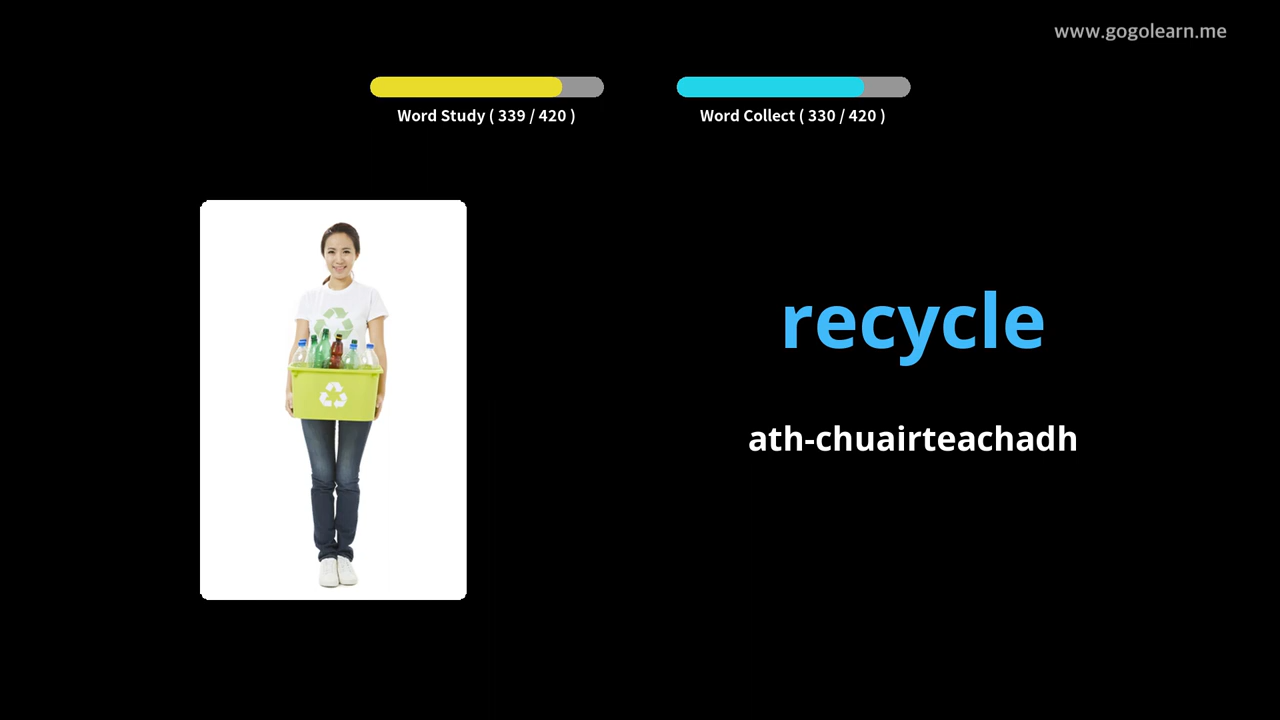 www.gogolearn.me
Word Study ( 339 / 420 )
Word Collect ( 330 / 420 )
recycle
ath-chuairteachadh